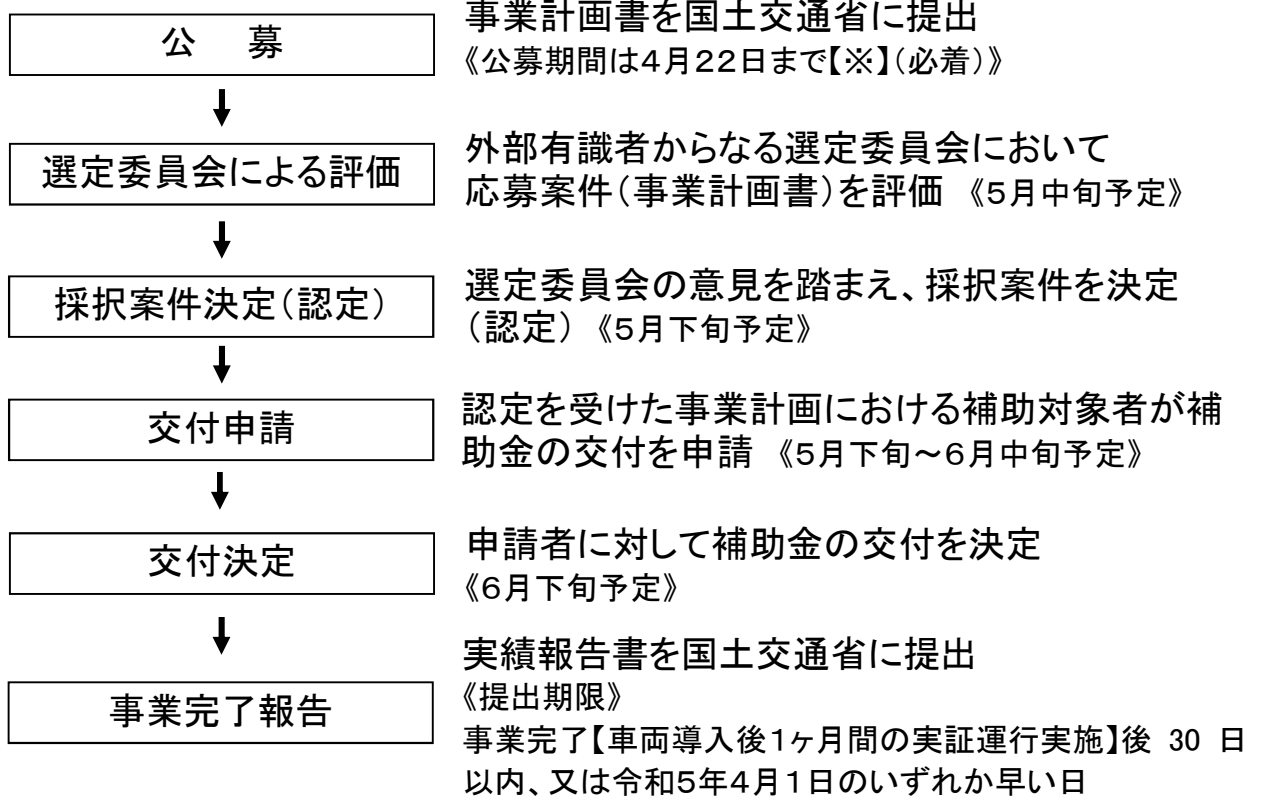 事業計画書を国土交通省に提出
公 募
《公募期間は4月22日まで【※】(必着)》
↓
外部有識者からなる選定委員会において
選定委員会による評価
応募案件(事業計画書)を評価 《5月中旬予定》
↓
選定委員会の意見を踏まえ、採択案件を決定
採択案件決定(認定)
(認定)《5月下旬予定》
↓
認定を受けた事業計画における補助対象者が補
交付申請
助金の交付を申請 《5月下旬~6月中旬予定》
↓
申請者に対して補助金の交付を決定
交付決定
《6月下旬予定》
↓
実績報告書を国土交通省に提出
《提出期限》
事業完了報告
事業完了【車両導入後1ヶ月間の実証運行実施】後 30 日
以内、又は令和5年4月1日のいずれか早い日